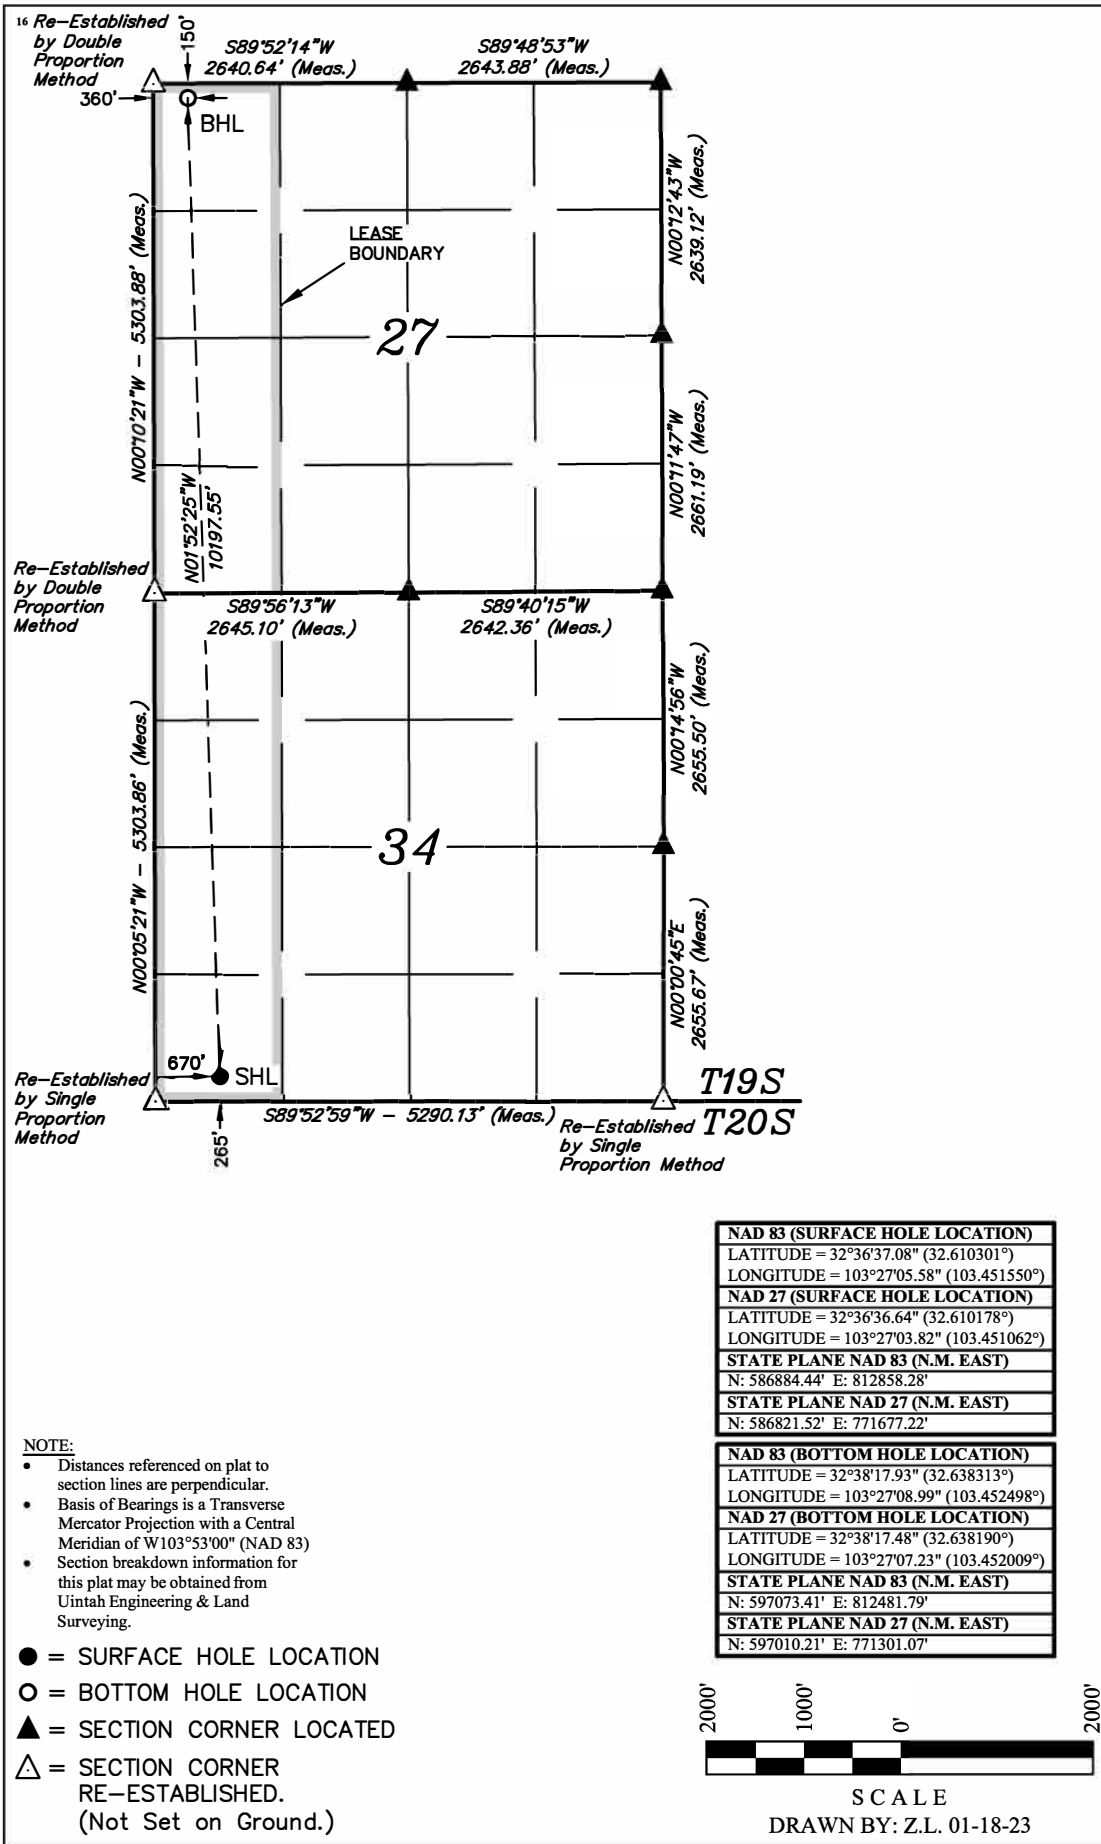 16 Re-Established
by Double
Proportion
Method
150'
S89°52'14"W
2640.64' (Meas.)
S89°48'53"W
2643.88' (Meas.)
360'
BHL
N00°10'21"W - 5303.88' (Meas.)
LEASE
BOUNDARY
N00°12'43"W
2639.12' (Meas.)
27
N00°11'47"W
2661.19' (Meas.)
N01°52'25"W
10197.55'
Re-Established
by Double
Proportion
Method
S89°56'13"W
2645.10' (Meas.)
S89°40'15"W
2642.36' (Meas.)
N00°05'21"W - 5303.86' (Meas.)
N00°14'56"W
2655.50' (Meas.)
34
N00°00'45"E
2655.67' (Meas.)
670'
SHL
Re-Established
by Single
Proportion
Method
265'
S89°52'59"W - 5290.13' (Meas.)
T19S
T20S
Re-Established
by Single
Proportion Method
NAD 83 (SURFACE HOLE LOCATION)
LATITUDE = 32°36'37.08" (32.610301°)
LONGITUDE = 103°27'05.58" (103.451550°)
NAD 27 (SURFACE HOLE LOCATION)
LATITUDE = 32°36'36.64" (32.610178°)
LONGITUDE = 103°27'03.82" (103.451062°)
STATE PLANE NAD 83 (N.M. EAST)
N: 586884.44' E: 812858.28'
STATE PLANE NAD 27 (N.M. EAST)
N: 586821.52' E: 771677.22'
NAD 83 (BOTTOM HOLE LOCATION)
LATITUDE = 32°38'17.93" (32.638313°)
LONGITUDE = 103°27'08.99" (103.452498°)
NAD 27 (BOTTOM HOLE LOCATION)
LATITUDE = 32°38'17.48" (32.638190°)
LONGITUDE = 103°27'07.23" (103.452009°)
STATE PLANE NAD 83 (N.M. EAST)
N: 597073.41' E: 812481.79'
STATE PLANE NAD 27 (N.M. EAST)
N: 597010.21' E: 771301.07'
NOTE:
• Distances referenced on plat to
section lines are perpendicular.
• Basis of Bearings is a Transverse
Mercator Projection with a Central
Meridian of W103°53'00" (NAD 83)
• Section breakdown information for
this plat may be obtained from
Uintah Engineering & Land
Surveying.
= SURFACE HOLE LOCATION
= BOTTOM HOLE LOCATION
= SECTION CORNER LOCATED
= SECTION CORNER
RE-ESTABLISHED.
(Not Set on Ground.)
2000' 1000' 0' 2000'
SCALE
DRAWN BY: Z.L. 01-18-23